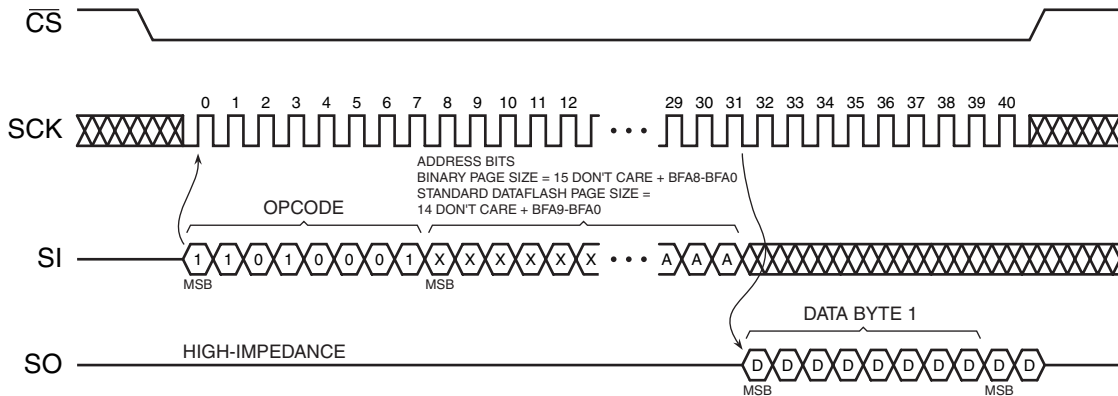 CS
SCK
0 1 2 3 4 5 6 7 8 9 10 11 12 29 30 31 32 33 34 35 36 37 38 39 40
ADDRESS BITS
BINARY PAGE SIZE = 15 DON'T CARE + BFA8-BFA0
STANDARD DATAFLASH PAGE SIZE =
14 DON'T CARE + BFA9-BFA0
OPCODE
SI
1 1 0 1 0 0 0 1 X X X X X X • • • A A A
MSB MSB
DATA BYTE 1
SO
HIGH-IMPEDANCE
D D D D D D D D D D
MSB MSB